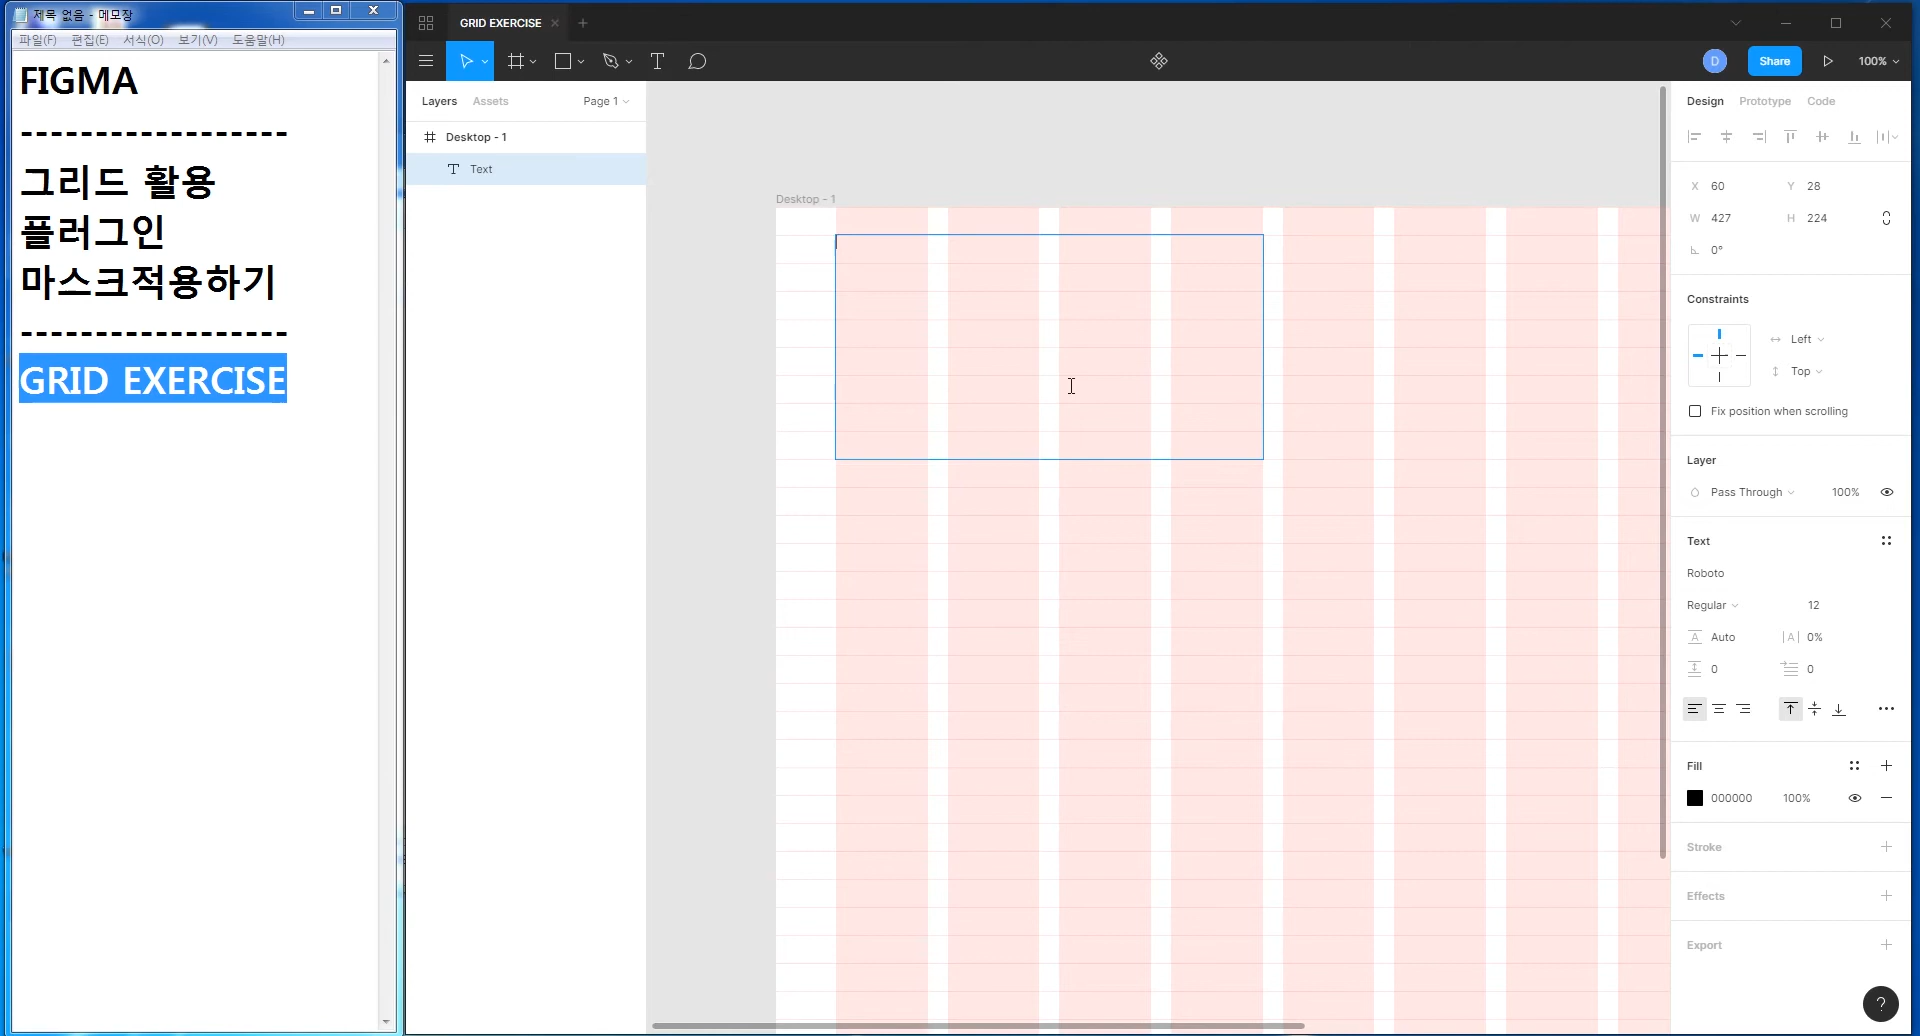 제목 없음 - 메모장
파일(F) 편집(E) 서식(O) 보기(V) 도움말(H)
FIGMA
------------------
그리드 활용
플러그인
마스크적용하기
------------------
GRID EXERCISE
GRID EXERCISE
D
Share
100%
Layers Assets Page 1
Desktop - 1
T Text
Desktop - 1
Design Prototype Code
X 60 Y 28
W 427 H 224
0°
Constraints
Left
Top
Fix position when scrolling
Layer
Pass Through 100%
Text
Roboto
Regular 12
A Auto |A| 0%
0 0
Fill
000000 100%
Stroke
Effects
Export
?